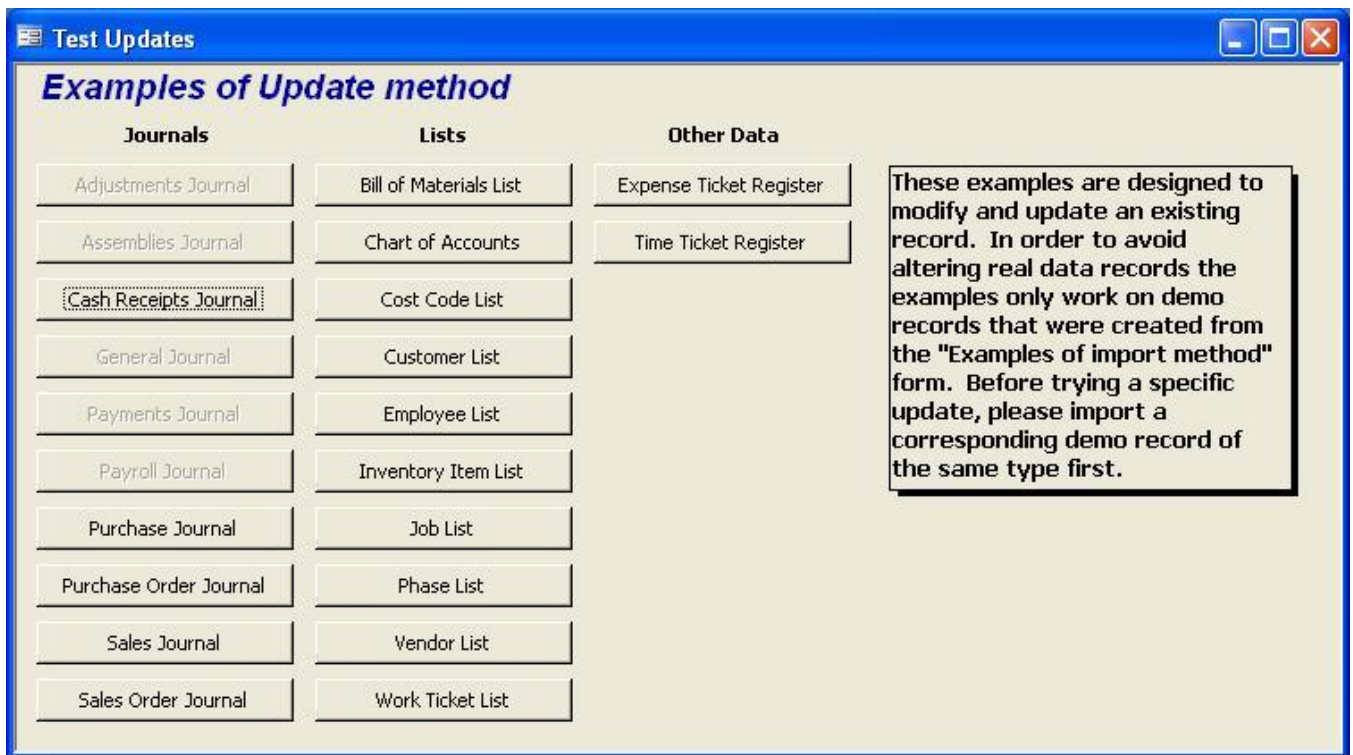 Test Updates
Examples of Update method
Journals
Adjustments Journal
Assemblies Journal
Cash Receipts Journal
General Journal
Payments Journal
Payroll Journal
Purchase Journal
Purchase Order Journal
Sales Journal
Sales Order Journal
Lists
Bill of Materials List
Chart of Accounts
Cost Code List
Customer List
Employee List
Inventory Item List
Job List
Phase List
Vendor List
Work Ticket List
Other Data
Expense Ticket Register
Time Ticket Register
These examples are designed to
modify and update an existing
record.  In order to avoid
altering real data records the
examples only work on demo
records that were created from
the "Examples of import method"
form.  Before trying a specific
update, please import a
corresponding demo record of
the same type first.